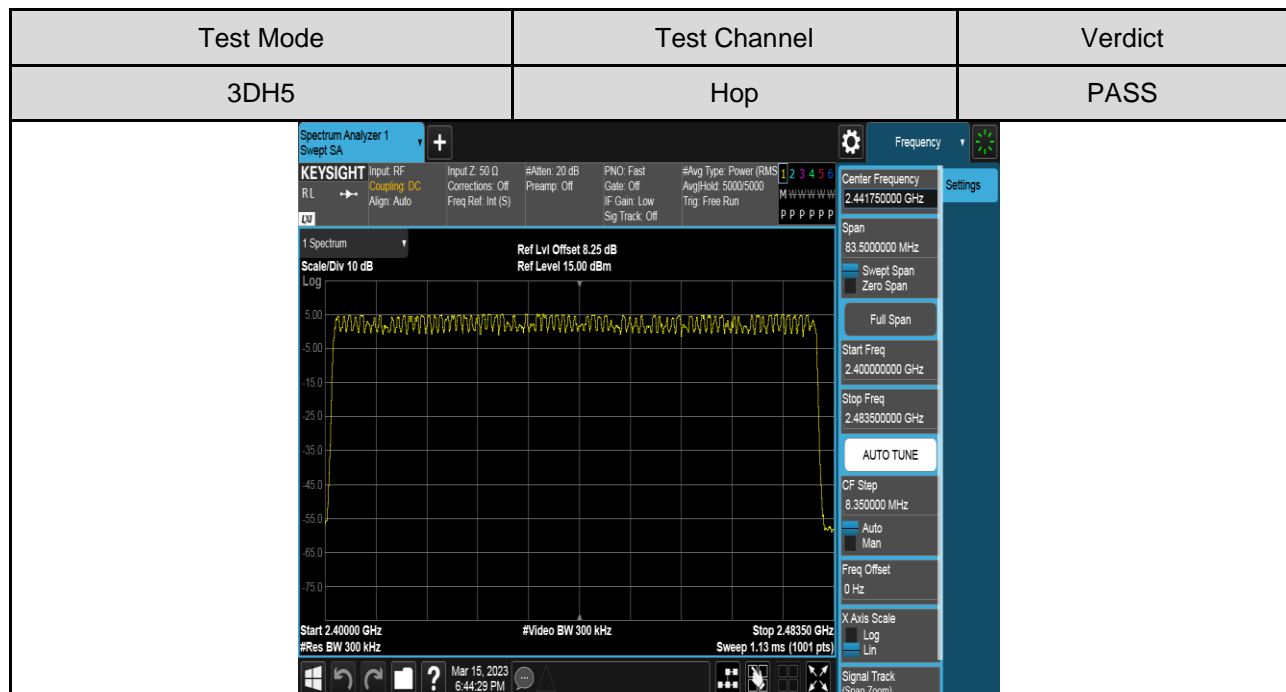 Test Mode Test Channel Verdict
3DH5 Hop PASS
Spectrum Analyzer 1
Swept SA
+
Frequency
KEYSIGHT Input: RF Input Z: 50 Ω #Atten: 20 dB PNO: Fast #Avg Type: Power (RMS 1 2 3 4 5 6
RL Coupling: DC Corrections: Off Preamp: Off Gate: Off Avg|Hold: 5000/5000 M W W W W W
Align: Auto Freq Ref: Int (S) IF Gain: Low Trig: Free Run
LXI Sig Track: Off P P P P P P
1 Spectrum
Ref Lvl Offset 8.25 dB
Scale/Div 10 dB Ref Level 15.00 dBm
Log
5.00
-5.00
-15.0
-25.0
-35.0
-45.0
-55.0
-65.0
-75.0
Start 2.40000 GHz #Video BW 300 kHz Stop 2.48350 GHz
#Res BW 300 kHz Sweep 1.13 ms (1001 pts)
? Mar 15, 2023
6:44:29 PM
Center Frequency
2.441750000 GHz
Settings
Span
83.5000000 MHz
Swept Span
Zero Span
Full Span
Start Freq
2.400000000 GHz
Stop Freq
2.483500000 GHz
AUTO TUNE
CF Step
8.350000 MHz
Auto
Man
Freq Offset
0 Hz
X Axis Scale
Log
Lin
Signal Track
(Span Zoom)